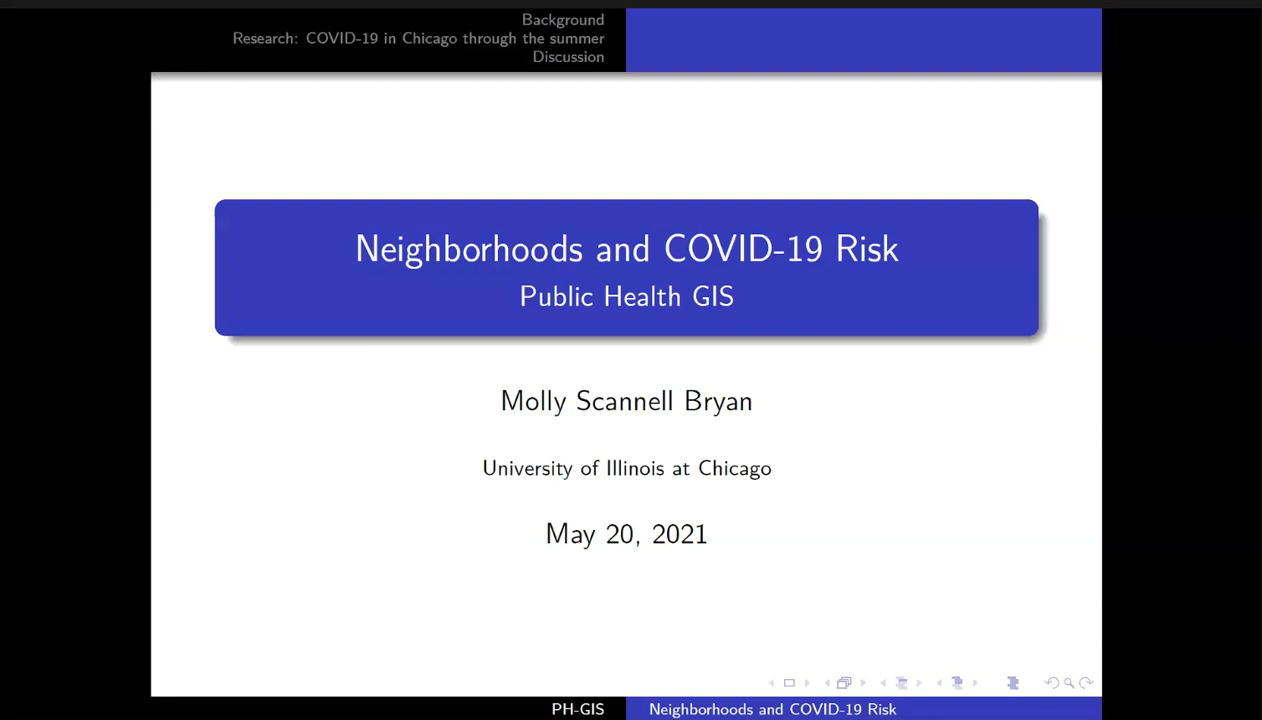 Background
Research: COVID-19 in Chicago through the summer
Discussion
Neighborhoods and COVID-19 Risk
Public Health GIS
Molly Scannell Bryan
University of Illinois at Chicago
May 20, 2021
PH-GIS
Neighborhoods and COVID-19 Risk